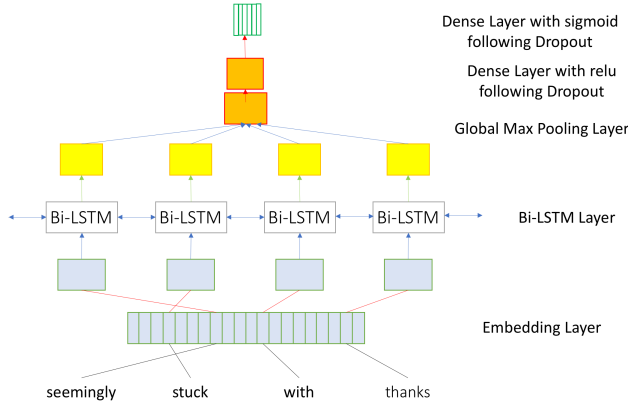 Dense Layer with sigmoid
following Dropout
Dense Layer with relu
following Dropout
Global Max Pooling Layer
Bi-LSTM Bi-LSTM Bi-LSTM Bi-LSTM Bi-LSTM Layer
Embedding Layer
seemingly stuck with thanks